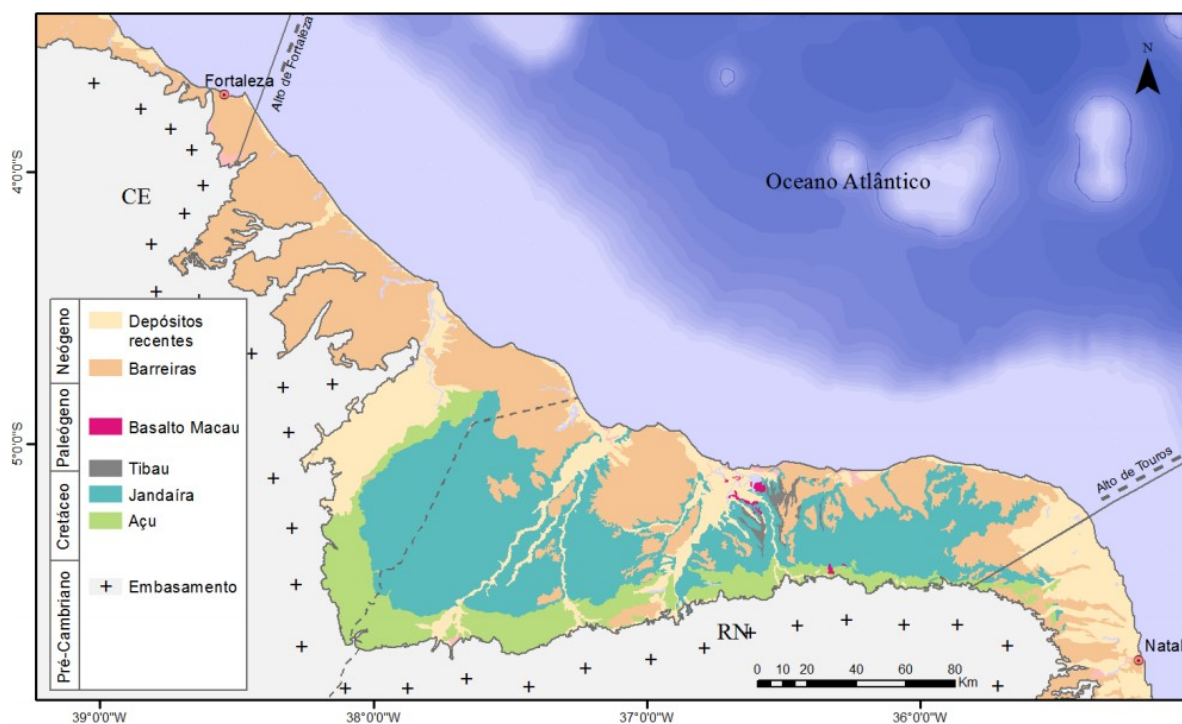 N
Fortaleza
Alto de Fortaleza
4°0'0"S
CE
Oceano Atlântico
Neógeno
Depósitos
recentes
Barreiras
Paleógeno
Basalto Macau
5°0'0"S
Tibau
Alto de Touros
Cretáceo
Jandaíra
Açu
Pré-Cambriano
Embasamento
RN
Natal
0 10 20 40 60 80
Km
39°0'0"W 38°0'0"W 37°0'0"W 36°0'0"W